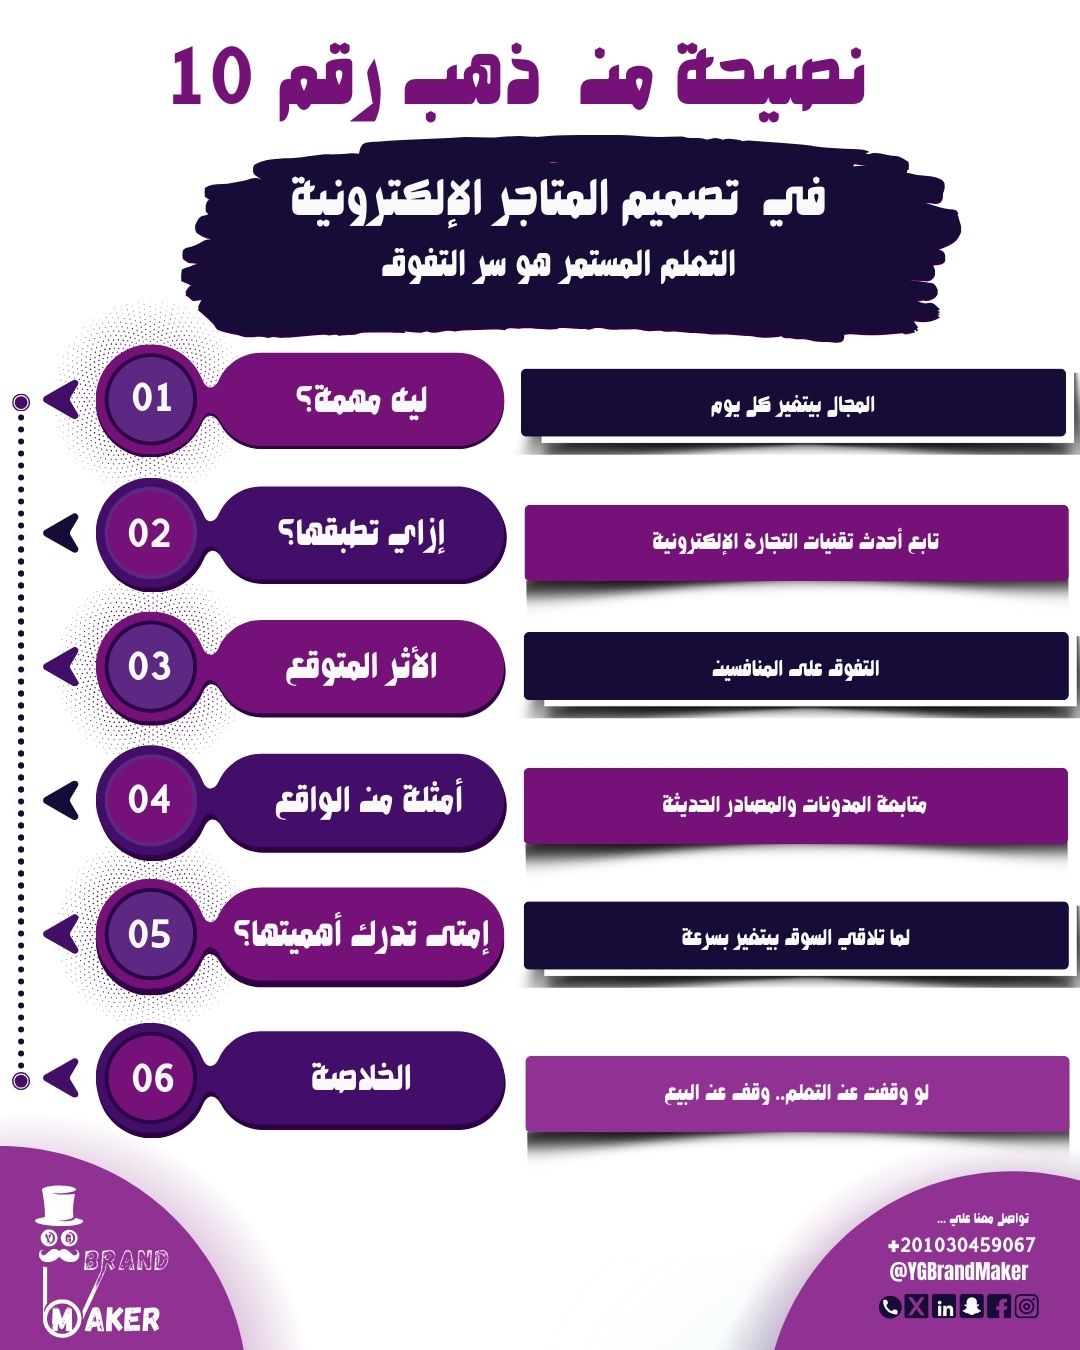 نصيحة من ذهب رقم 10
في تصميم المتاجر الإلكترونية
التعلم المستمر هو سر التفوق
01
ليه مهمة؟
المجال بيتغير كل يوم
02
إزاي تطبقها؟
تابع أحدث تقنيات التجارة الإلكترونية
03
الأثر المتوقع
التفوق على المنافسين
04
أمثلة من الواقع
متابعة المدونات والمصادر الحديثة
05
إمتى تدرك أهميتها؟
لما تلاقي السوق بيتغير بسرعة
06
الخلاصة
لو وقفت عن التعلم.. وقف عن البيع
BRAND
MAKER
تواصل معنا علي ...
+201030459067
@YGBrandMaker